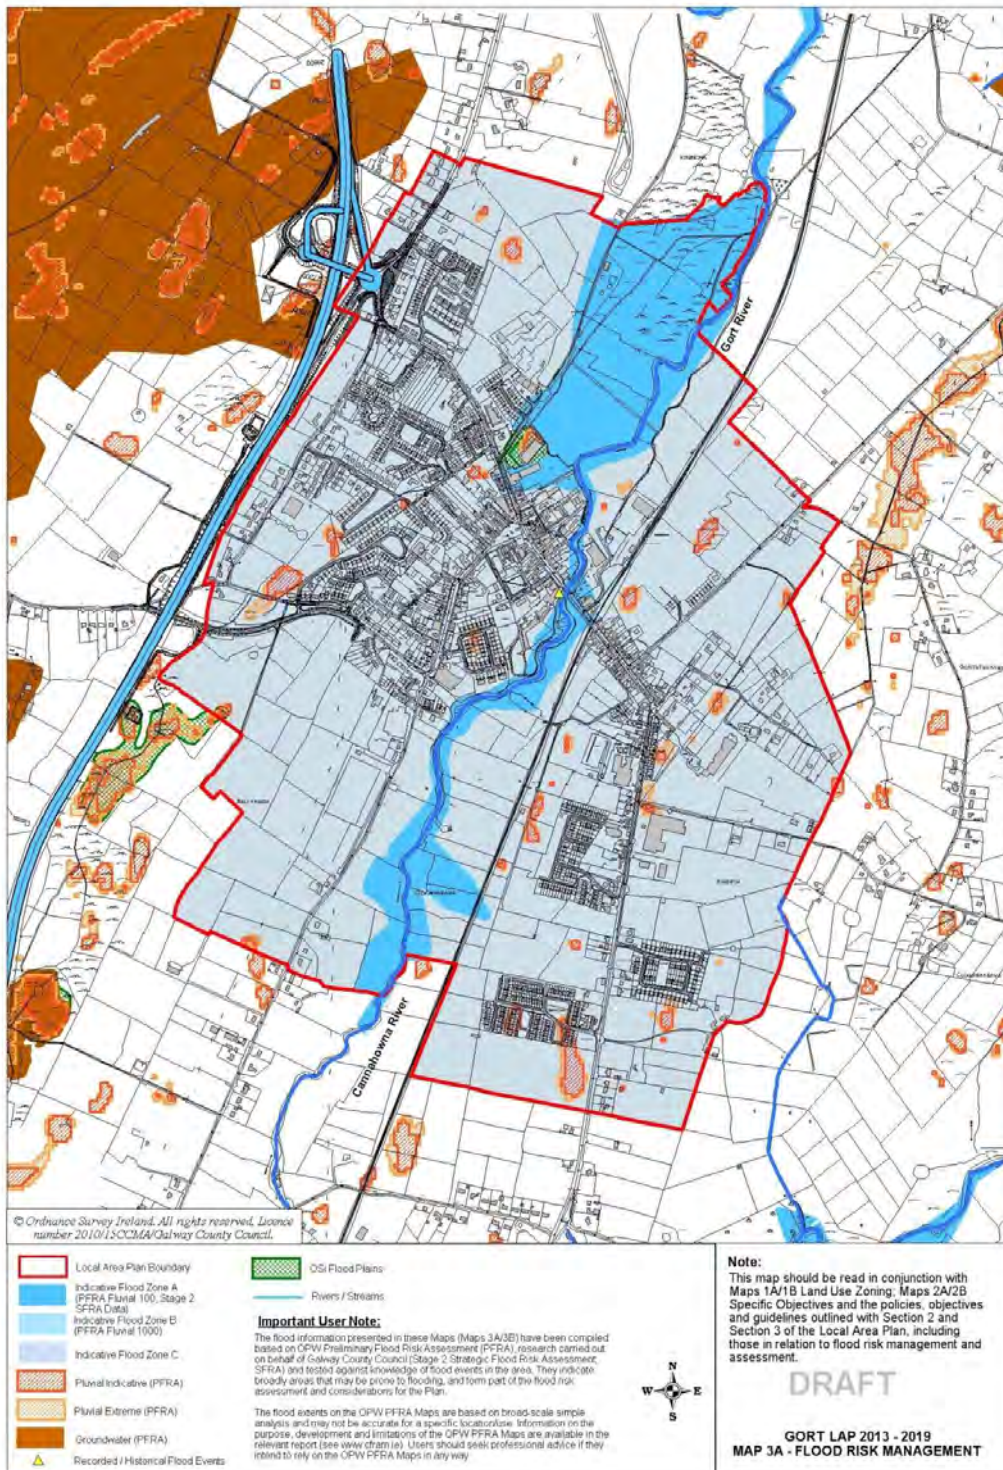 Gort River
Cannahowna River
© Ordnance Survey Ireland. All rights reserved, Licence
number 2010/15CCMA/Galway County Council.
Local Area Plan Boundary
Indicative Flood Zone A
(PFRA Fluvial 100, Stage 2
SFRA Data)
Indicative Flood Zone B
(PFRA Fluvial 1000)
Indicative Flood Zone C
Pluvial Indicative (PFRA)
Pluvial Extreme (PFRA)
Groundwater (PFRA)
Recorded / Historical Flood Events
OSi Flood Plains
Rivers / Streams
Important User Note:
The flood information presented in these Maps (Maps 3A/3B) have been compiled
based on OPW Preliminary Flood Risk Assessment (PFRA), research carried out
on behalf of Galway County Council (Stage 2 Strategic Flood Risk Assessment,
SFRA) and tested against knowledge of flood events in the area. They indicate
broadly areas that may be prone to flooding, and form part of the flood risk
assessment and considerations for the Plan.
The flood extents on the OPW PFRA Maps are based on broad-scale simple
analysis and may not be accurate for a specific location/use. Information on the
purpose, development and limitations of the OPW PFRA Maps are available in the
relevant report (see www.cfram.ie). Users should seek professional advice if they
intend to rely on the OPW PFRA Maps in any way.
N
W E
S
Note:
This map should be read in conjunction with
Maps 1A/1B Land Use Zoning; Maps 2A/2B
Specific Objectives and the policies, objectives
and guidelines outlined with Section 2 and
Section 3 of the Local Area Plan, including
those in relation to flood risk management and
assessment.
DRAFT
GORT LAP 2013 - 2019
MAP 3A - FLOOD RISK MANAGEMENT